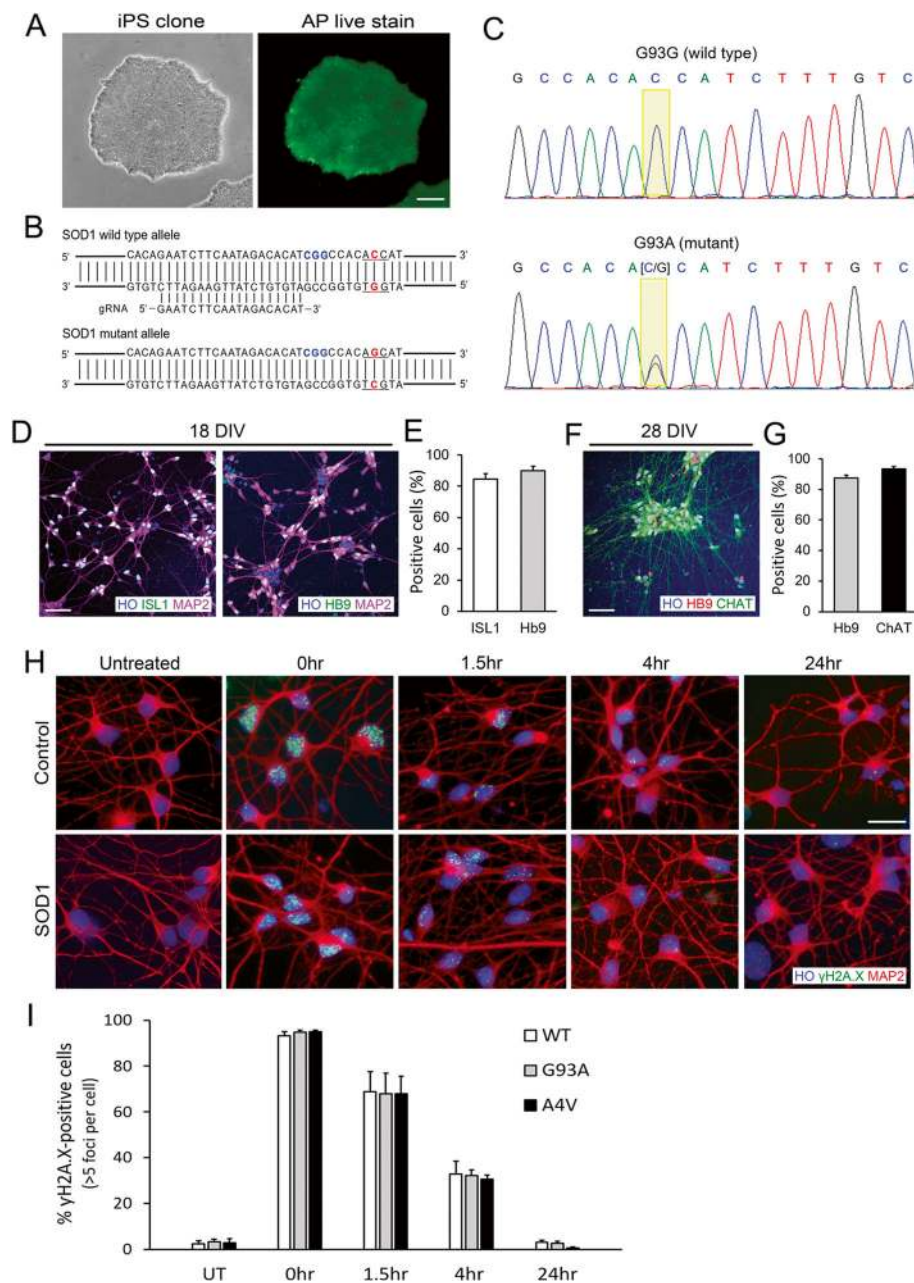 A
iPS clone
AP live stain
B
SOD1 wild type allele
5' CACAGAATCTTCAATAGACACATCGGCCACACCAT 3'
3' GTGTCTTAGAAGTTATCTGTGTAGCCGGTGTGGTA 5'
gRNA 5'-GAATCTTCAATAGACACAT-3'
SOD1 mutant allele
5' CACAGAATCTTCAATAGACACATCGGCCACAGCAT 3'
3' GTGTCTTAGAAGTTATCTGTGTAGCCGGTGTCGTA 5'
C
G93G (wild type)
G C C A C A C C A T C T T T G T C
G93A (mutant)
G C C A C A [C/G] C A T C T T T G T C
D
18 DIV
HO ISL1 MAP2
HO HB9 MAP2
E
Positive cells (%)
100
80
60
40
20
0
ISL1 Hb9
F
28 DIV
HO HB9 CHAT
G
Positive cells (%)
100
80
60
40
20
0
Hb9 ChAT
H
Untreated 0hr 1.5hr 4hr 24hr
Control
SOD1
HO γH2A.X MAP2
I
% γH2A.X-positive cells
(>5 foci per cell)
100
80
60
40
20
0
WT
G93A
A4V
UT 0hr 1.5hr 4hr 24hr